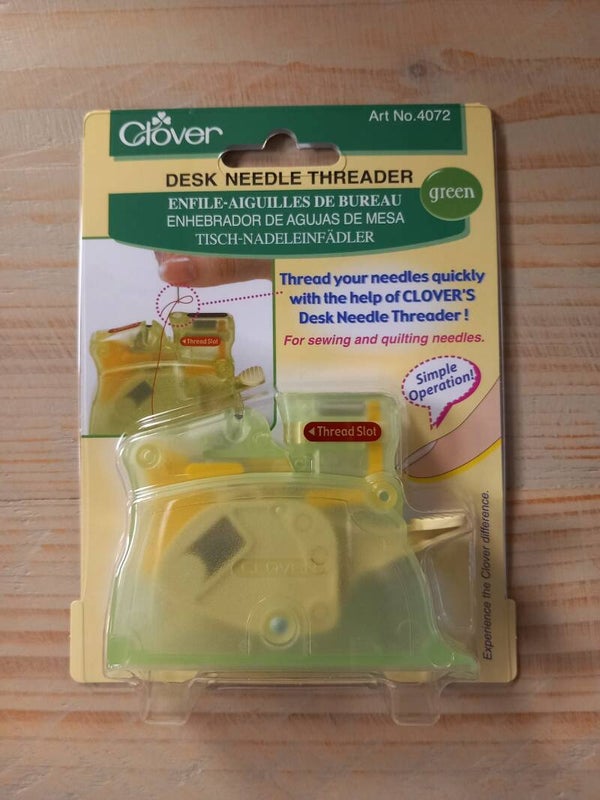 Clover
Art No.4072
DESK NEEDLE THREADER
green
ENFILE-AIGUILLES DE BUREAU
ENHEBRADOR DE AGUJAS DE MESA
TISCH-NADELEINFÄDLER
Thread your needles quickly
with the help of CLOVER'S
Desk Needle Threader !
For sewing and quilting needles.
Simple
Operation!
◀Thread Slot
◀Thread Slot
CLOVER
Experience the Clover difference.